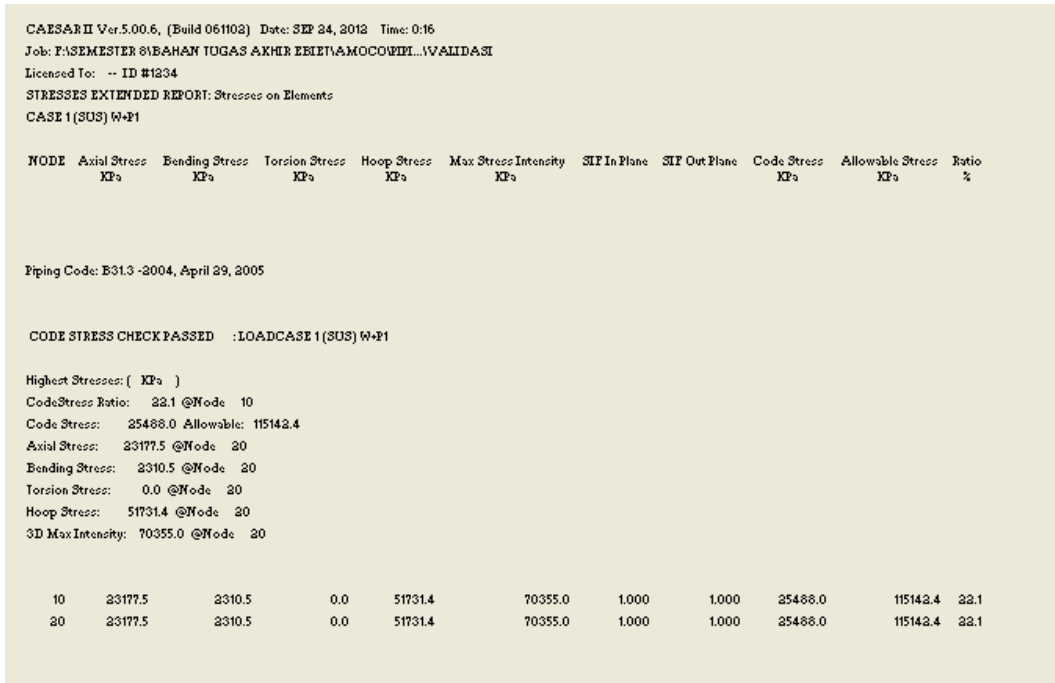 CAESAR II Ver.5.00.6, (Build 061102) Date: SEP 24, 2012 Time: 0:16
Job: F:\SEMESTER 8\BAHAN TUGAS AKHIR EBIET\AMOCO\PIPI...\VALIDASI
Licensed To: -- ID #1234
STRESSES EXTENDED REPORT: Stresses on Elements
CASE 1 (SUS) W+P1
NODE Axial Stress Bending Stress Torsion Stress Hoop Stress Max Stress Intensity SIF In Plane SIF Out Plane Code Stress Allowable Stress Ratio
KPa KPa KPa KPa KPa KPa KPa %
Piping Code: B31.3 -2004, April 29, 2005
CODE STRESS CHECK PASSED : LOADCASE 1 (SUS) W+P1
Highest Stresses: ( KPa )
CodeStress Ratio: 22.1 @Node 10
Code Stress: 25488.0 Allowable: 115142.4
Axial Stress: 23177.5 @Node 20
Bending Stress: 2310.5 @Node 20
Torsion Stress: 0.0 @Node 20
Hoop Stress: 51731.4 @Node 20
3D Max Intensity: 70355.0 @Node 20
10 23177.5 2310.5 0.0 51731.4 70355.0 1.000 1.000 25488.0 115142.4 22.1
20 23177.5 2310.5 0.0 51731.4 70355.0 1.000 1.000 25488.0 115142.4 22.1